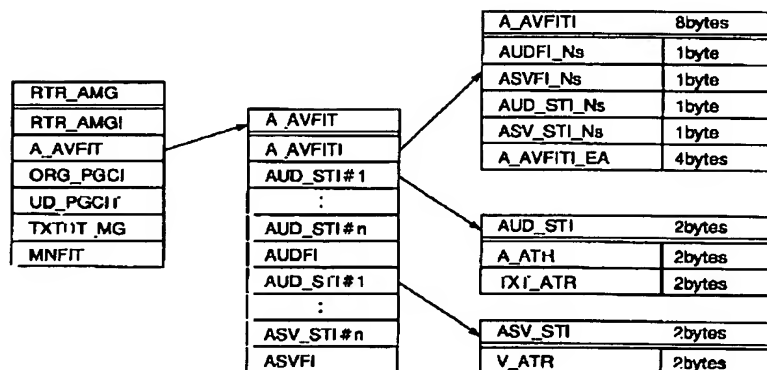 RTR_AMG
RTR_AMGI
A_AVFIT
ORG_PGCI
UD_PGCIT
TXTDT_MG
MNFIT
A_AVFIT
A_AVFITI
AUD_STI#1
:
AUD_STI#n
AUDFI
AUD_STI#1
:
ASV_STI#n
ASVFI
A_AVFITI 8bytes
AUDFI_Ns 1byte
ASVFI_Ns 1byte
AUD_STI_Ns 1byte
ASV_STI_Ns 1byte
A_AVFITI_EA 4bytes
AUD_STI 2bytes
A_ATR 2bytes
TXT_ATR 2bytes
ASV_STI 2bytes
V_ATR 2bytes